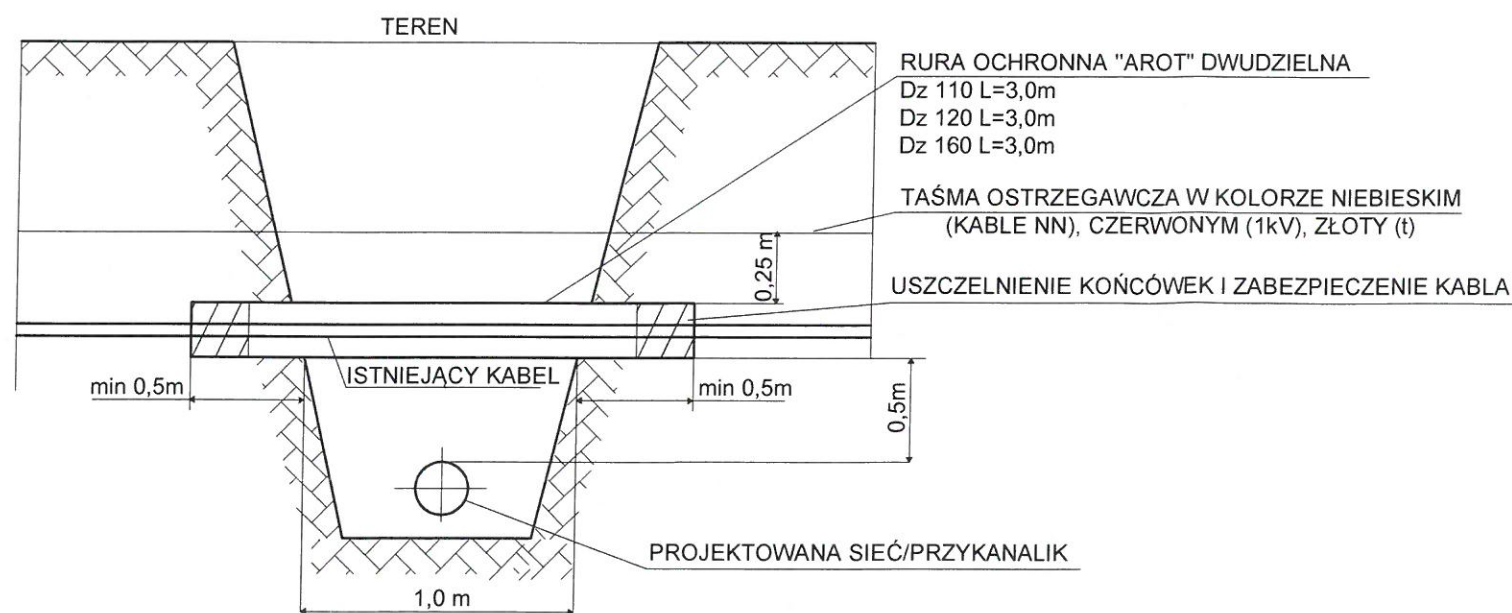 TEREN
RURA OCHRONNA "AROT" DWUDZIELNA
Dz 110 L=3,0m
Dz 120 L=3,0m
Dz 160 L=3,0m
TAŚMA OSTRZEGAWCZA W KOLORZE NIEBIESKIM
(KABLE NN), CZERWONYM (1kV), ZŁOTY (t)
0,25 m
USZCZELNIENIE KOŃCÓWEK I ZABEZPIECZENIE KABLA
ISTNIEJĄCY KABEL
min 0,5m
min 0,5m
0,5m
PROJEKTOWANA SIEĆ/PRZYKANALIK
1,0 m